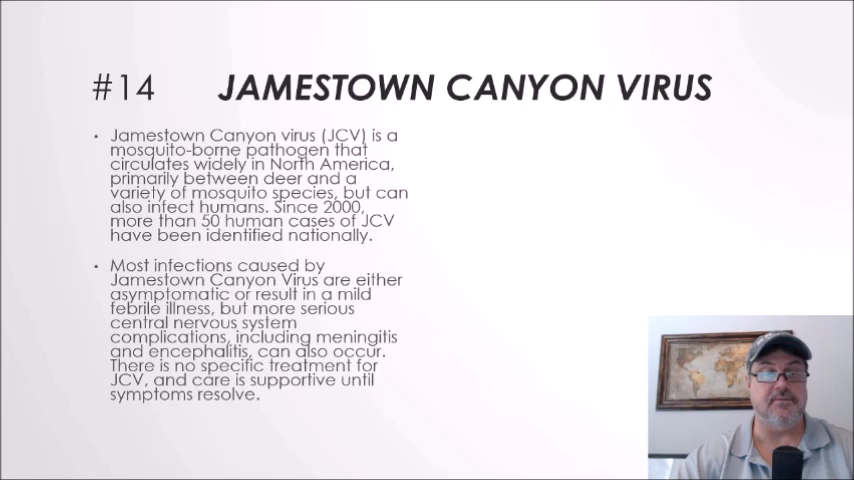 #14 JAMESTOWN CANYON VIRUS
• Jamestown Canyon virus (JCV) is a
mosquito-borne pathogen that
circulates widely in North America,
primarily between deer and a
variety of mosquito species, but can
also infect humans. Since 2000,
more than 50 human cases of JCV
have been identified nationally.
• Most infections caused by
Jamestown Canyon Virus are either
asymptomatic or result in a mild
febrile illness, but more serious
central nervous system
complications, including meningitis
and encephalitis, can also occur.
There is no specific treatment for
JCV, and care is supportive until
symptoms resolve.